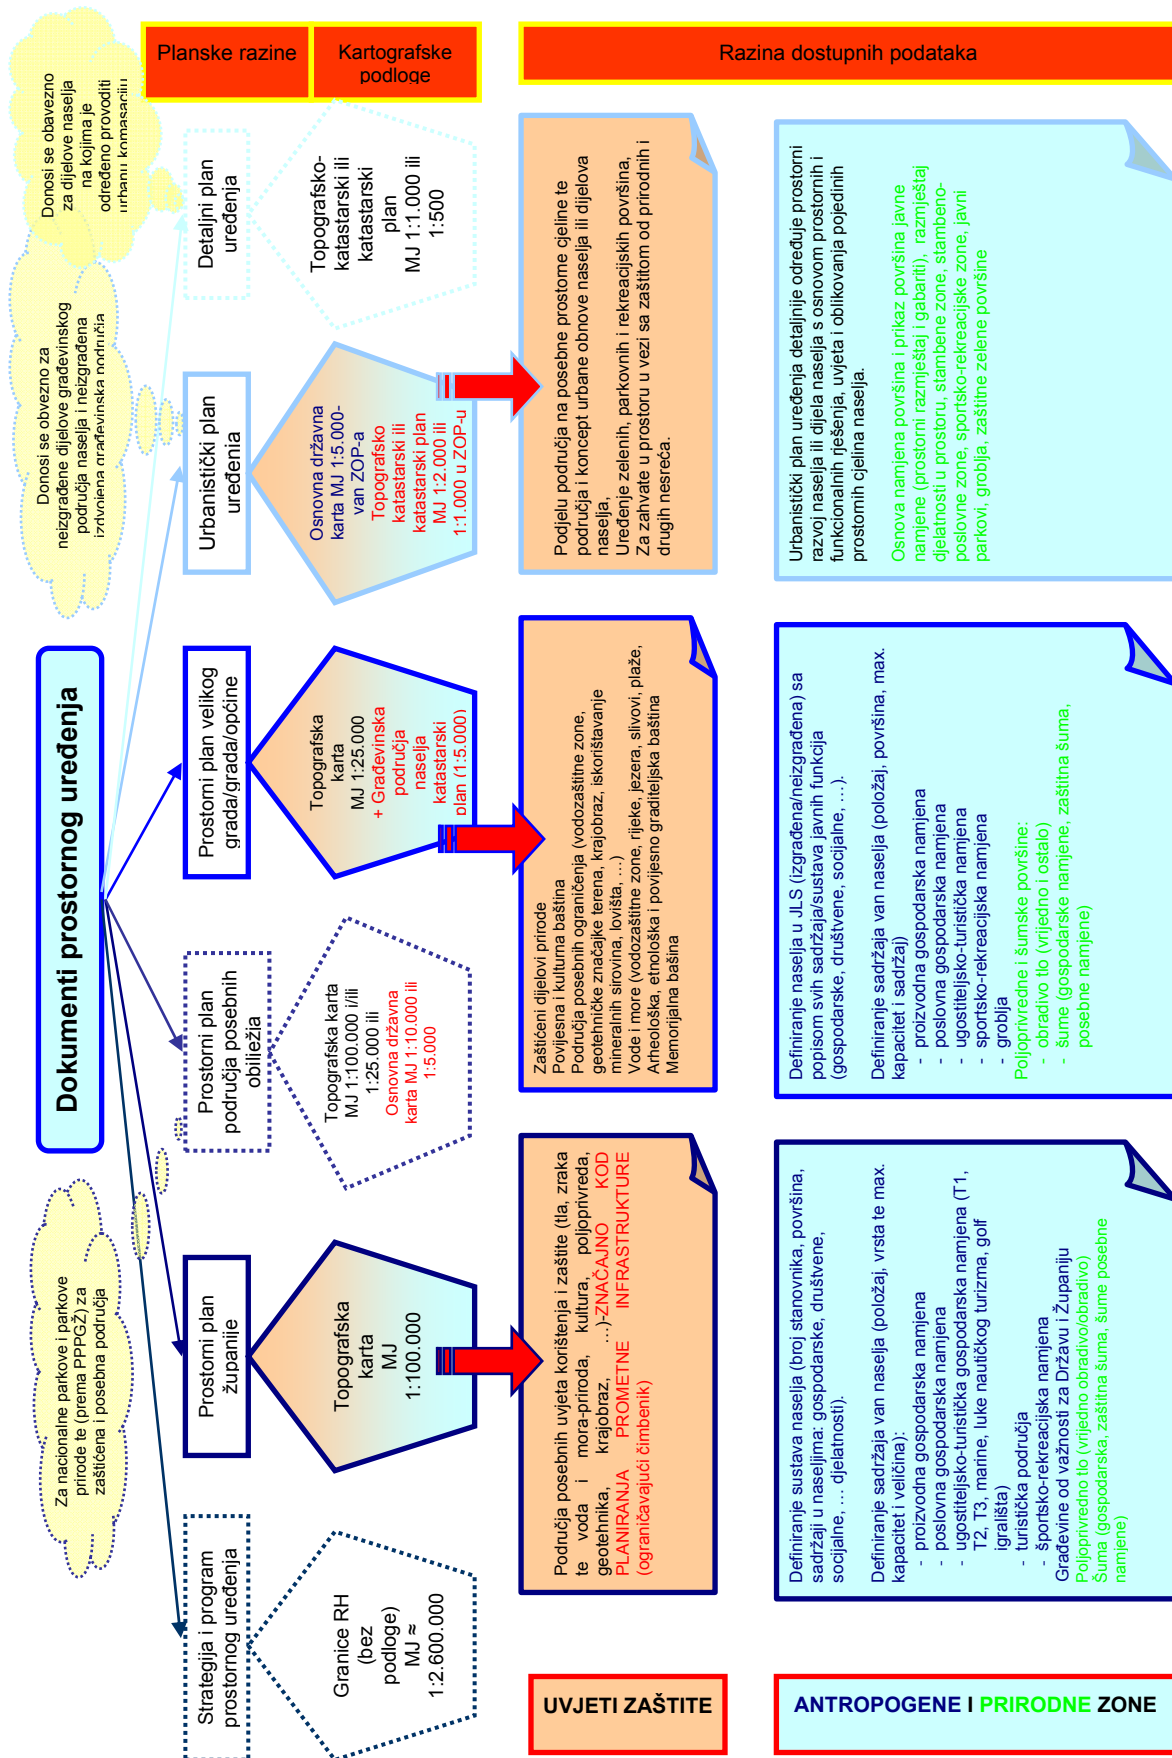 Dokumenti prostornog uređenja
Za nacionalne parkove i parkove
prirode te (prema PPPGŽ) za
zaštićena i posebna područja
Donosi se obvezno za
neizgrađene dijelove građevinskog
područja naselja i neizgrađena
izdvojena građevinska područja
Donosi se obavezno
za dijelove naselja
na kojima je
određeno provoditi
urbanu komasaciju
Planske razine
Strategija i program
prostornog uređenja
Prostorni plan
županije
Prostorni plan
područja posebnih
obilježja
Prostorni plan velikog
grada/grada/općine
Urbanistički plan
uređenja
Detaljni plan
uređenja
Kartografske
podloge
Granice RH
(bez
podloge)
MJ ≈
1:2.600.000
Topografska
karta
MJ
1:100.000
Topografska karta
MJ 1:100.000 i/ili
1:25.000 ili
Osnovna državna
karta MJ 1:10.000 ili
1:5.000
Topografska
karta
MJ 1:25.000
+ Građevinska
područja
naselja
katastarski
plan (1:5.000)
Osnovna državna
karta MJ 1:5.000-
van ZOP-a
Topografsko
katastarski ili
katastarski plan
MJ 1:2.000 ili
1:1.000 u ZOP-u
Topografsko-
katastarski ili
katastarski
plan
MJ 1:1.000 ili
1:500
Razina dostupnih podataka
UVJETI ZAŠTITE
Područja posebnih uvjeta korištenja i zaštite (tla, zraka
te voda i mora-priroda, kultura, poljoprivreda,
geotehnika, krajobraz, …)-ZNAČAJNO KOD
PLANIRANJA PROMETNE INFRASTRUKTURE
(ograničavajući čimbenik)
Zaštićeni dijelovi prirode
Povijesna i kulturna baština
Područja posebnih ograničenja (vodozaštitne zone,
geotehničke značajke terena, krajobraz, iskorištavanje
mineralnih sirovina, lovišta, …)
Vode i more (vodozaštitne zone, rijeke, jezera, slivovi, plaže,
Arheološka, etnološka i povijesno graditeljska baština
Memorijalna bašina
Podjelu područja na posebne prostorne cjeline te
područja i koncept urbane obnove naselja ili dijelova
naselja,
Uređenje zelenih, parkovnih i rekreacijskih površina,
Za zahvate u prostoru u vezi sa zaštitom od prirodnih i
drugih nesreća.
ANTROPOGENE I PRIRODNE ZONE
Definiranje sustava naselja (broj stanovnika, površina,
sadržaji u naseljima: gospodarske, društvene,
socijalne, … djelatnosti).
Definiranje sadržaja van naselja (položaj, vrsta te max.
kapacitet i veličina):
- proizvodna gospodarska namjena
- poslovna gospodarska namjena
- ugostiteljsko-turistička gospodarska namjena (T1,
T2, T3, marine, luke nautičkog turizma, golf
igrališta)
- turistička područja
- športsko-rekreacijska namjena
Građevine od važnosti za Državu i Županiju
Poljoprivredno tlo (vrijedno obradivo/obradivo)
Šuma (gospodarska, zaštitna šuma, šume posebne
namjene)
Definiranje naselja u JLS (izgrađena/neizgrađena) sa
popisom svih sadržaja/sustava javnih funkcija
(gospodarske, društvene, socijalne, …).
Definiranje sadržaja van naselja (položaj, površina, max.
kapacitet i sadržaj)
- proizvodna gospodarska namjena
- poslovna gospodarska namjena
- ugostiteljsko-turistička namjena
- sportsko-rekreacijska namjena
- groblja
Poljoprivredne i šumske površine:
- obradivo tlo (vrijedno i ostalo)
- šume (gospodarske namjene, zaštitna šuma,
posebne namjene)
Urbanistički plan uređenja detaljnije određuje prostorni
razvoj naselja ili dijela naselja s osnovom prostornih i
funkcionalnih rješenja, uvjeta i oblikovanja pojedinih
prostornih cjelina naselja.
Osnovna namjena površina i prikaz površina javne
namjene (prostorni razmještaj i gabariti), razmještaj
djelatnosti u prostoru, stambene zone, stambeno-
poslovne zone, sportsko-rekreacijske zone, javni
parkovi, groblja, zaštitne zelene površine